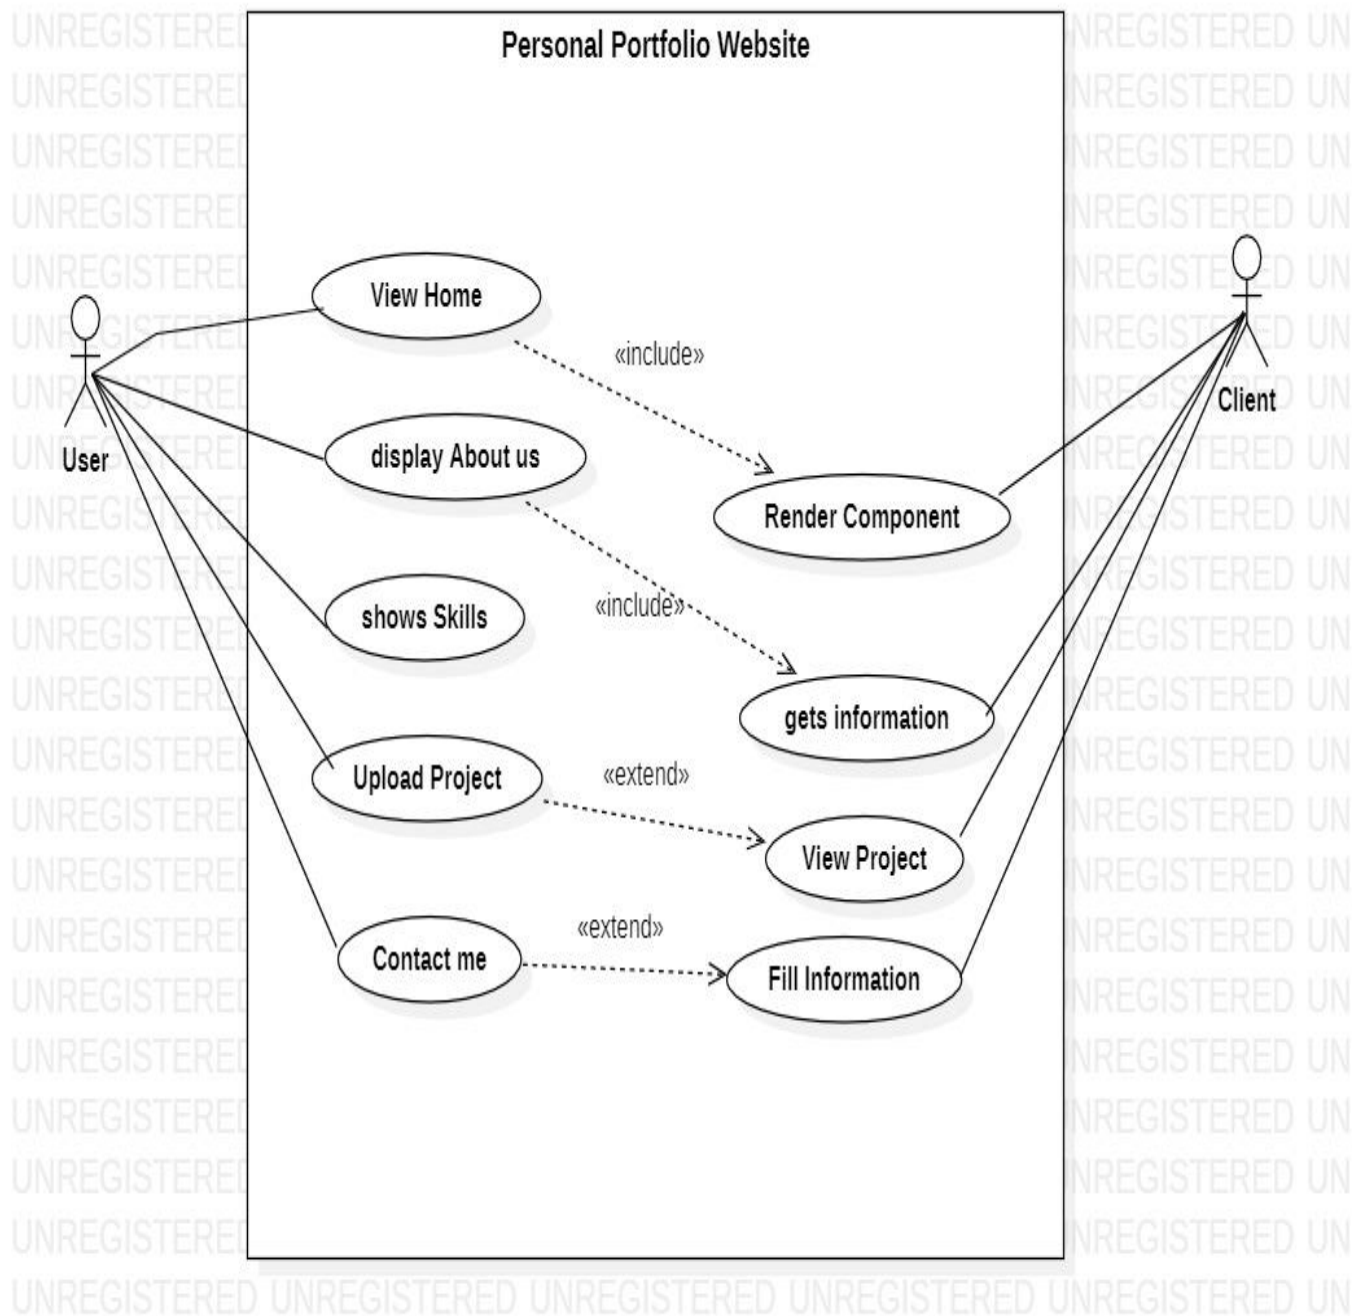 Personal Portfolio Website
View Home
«include»
User
Client
display About us
Render Component
«include»
shows Skills
gets information
«extend»
Upload Project
View Project
«extend»
Contact me
Fill Information
UNREGISTERED UNREGISTERED UNREGISTERED UNREGISTERED UNREGISTERED UN